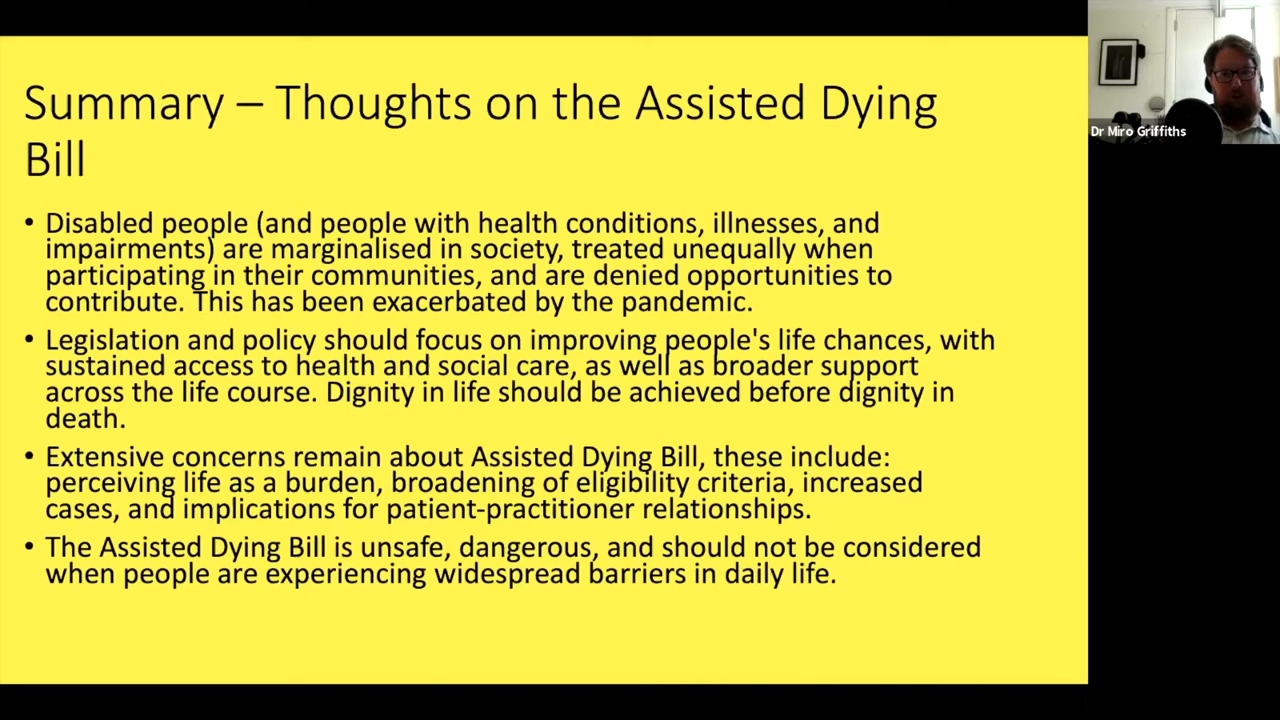 Summary – Thoughts on the Assisted Dying
Bill
• Disabled people (and people with health conditions, illnesses, and
impairments) are marginalised in society, treated unequally when
participating in their communities, and are denied opportunities to
contribute. This has been exacerbated by the pandemic.
• Legislation and policy should focus on improving people's life chances, with
sustained access to health and social care, as well as broader support
across the life course. Dignity in life should be achieved before dignity in
death.
• Extensive concerns remain about Assisted Dying Bill, these include:
perceiving life as a burden, broadening of eligibility criteria, increased
cases, and implications for patient-practitioner relationships.
• The Assisted Dying Bill is unsafe, dangerous, and should not be considered
when people are experiencing widespread barriers in daily life.
Dr Miro Griffiths